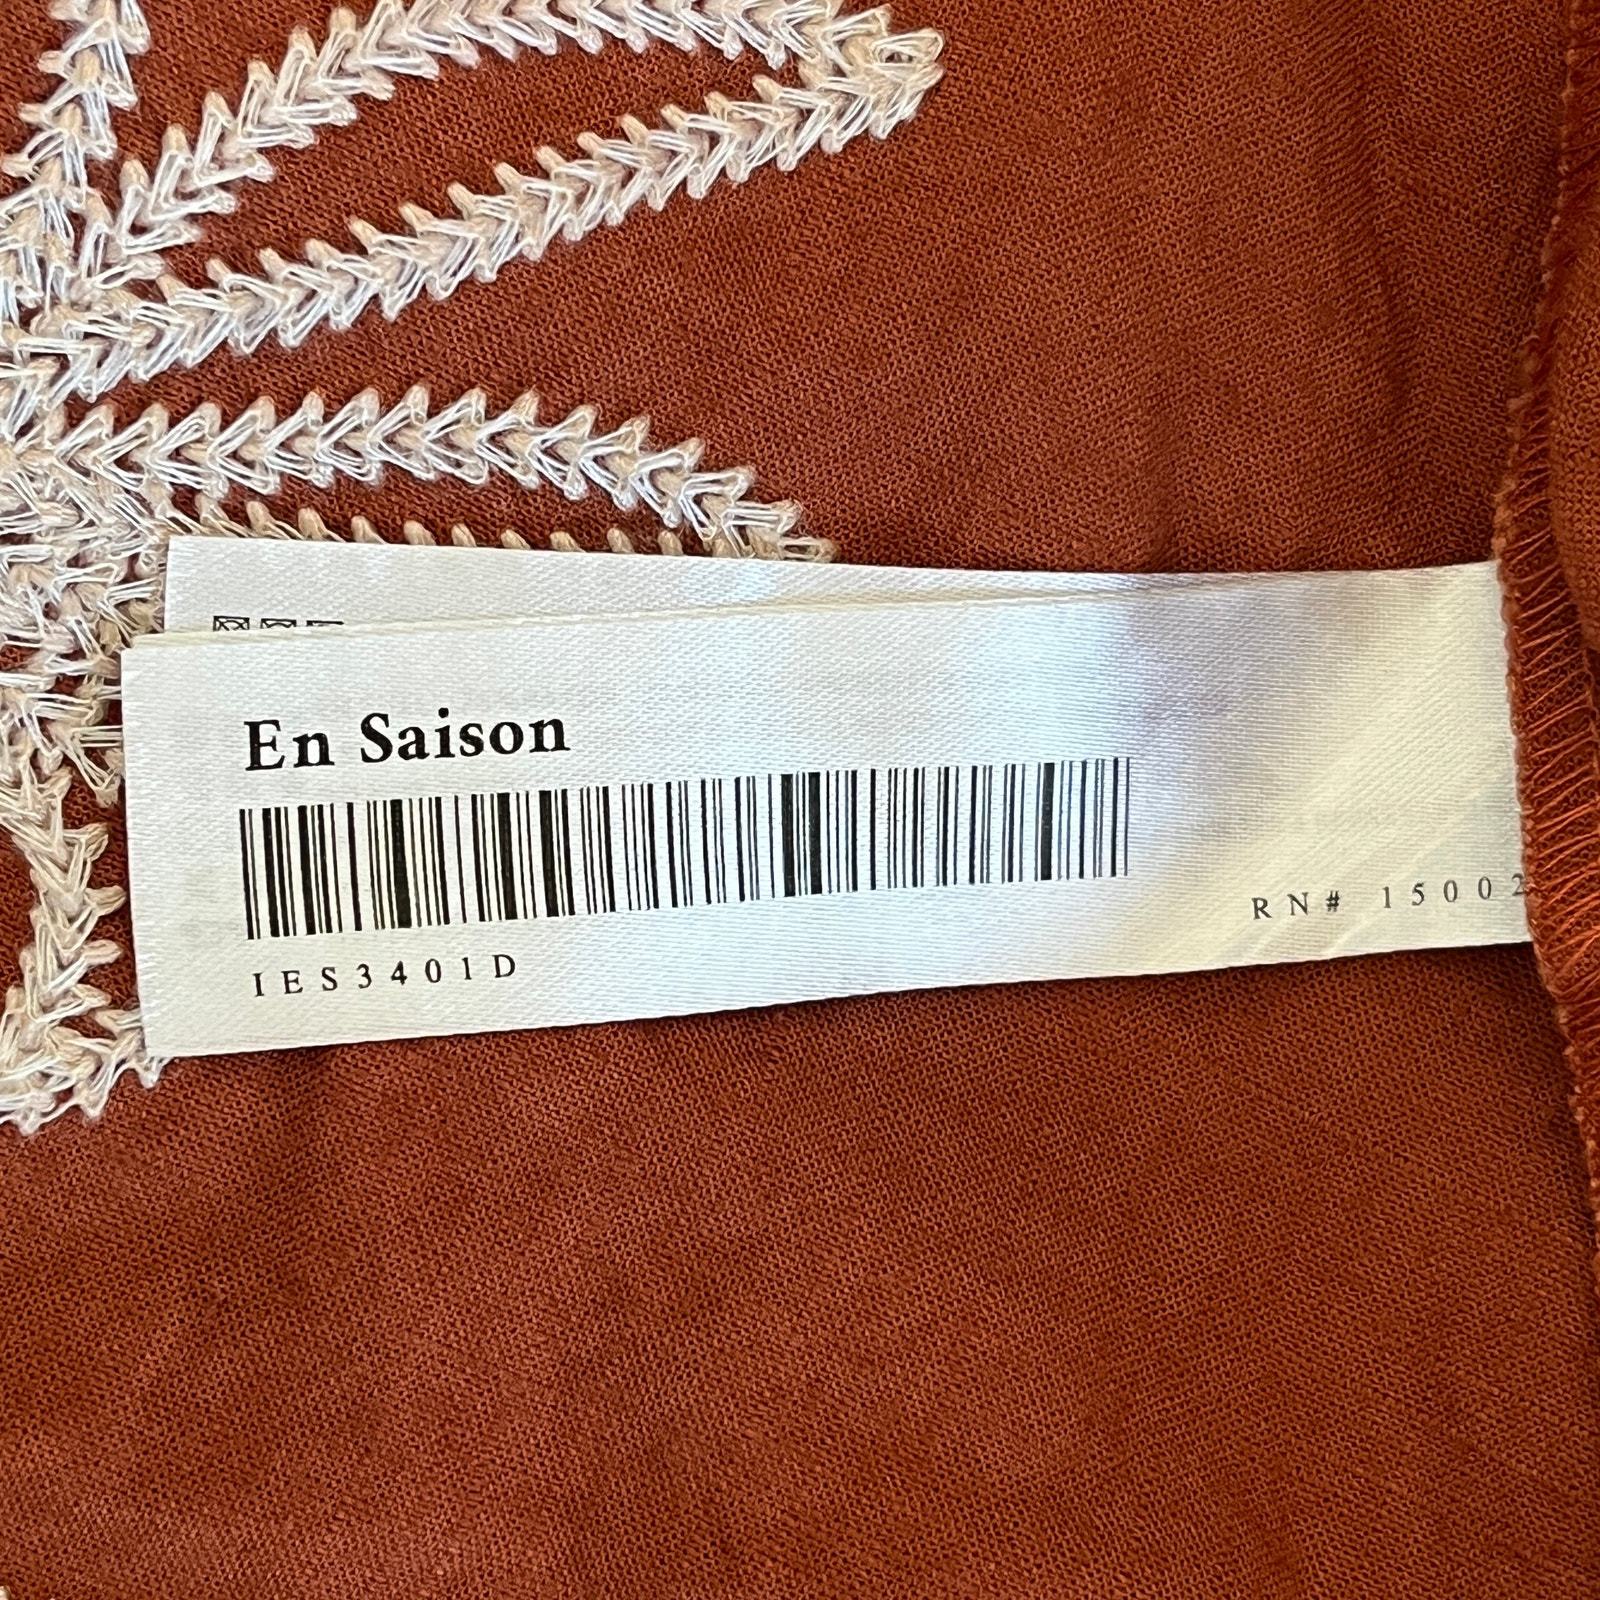 En Saison
IES3401D
RN# 15002